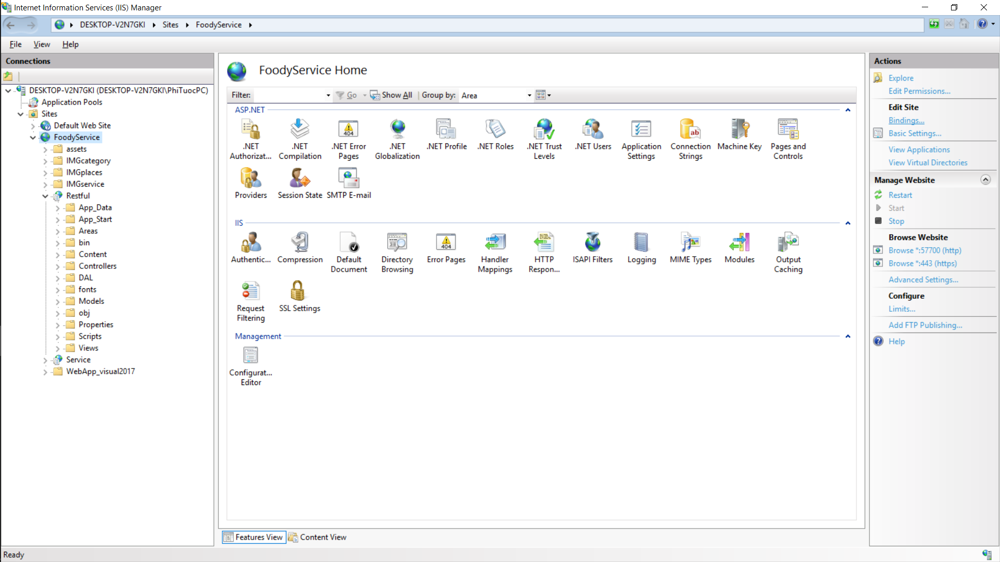 Internet Information Services (IIS) Manager
DESKTOP-V2N7GKI
Sites
FoodyService
File
View
Help
Connections
DESKTOP-V2N7GKI (DESKTOP-V2N7GKI\PhiTuocPC)
Application Pools
Sites
Default Web Site
FoodyService
assets
IMGcategory
IMGplaces
IMGservice
Restful
App_Data
App_Start
Areas
bin
Content
Controllers
DAL
fonts
Models
obj
Properties
Scripts
Views
Service
WebApp_visual2017
FoodyService Home
Filter:
Go
Show All
Group by:
Area
ASP.NET
.NET
Authorizat...
.NET
Compilation
404
.NET Error
Pages
.NET
Globalization
.NET Profile
.NET Roles
.NET Trust
Levels
.NET Users
Application
Settings
ab
Connection
Strings
Machine Key
Pages and
Controls
Providers
Session State
SMTP E-mail
IIS
Authentic...
Compression
Default
Document
Directory
Browsing
404
Error Pages
Handler
Mappings
HTTP
Respon...
ISAPI Filters
Logging
MIME Types
Modules
Output
Caching
Request
Filtering
SSL Settings
Management
Configurat...
Editor
Features View
Content View
Actions
Explore
Edit Permissions...
Edit Site
Bindings...
Basic Settings...
View Applications
View Virtual Directories
Manage Website
Restart
Start
Stop
Browse Website
Browse *:57700 (http)
Browse *:443 (https)
Advanced Settings...
Configure
Limits...
Add FTP Publishing...
Help
Ready